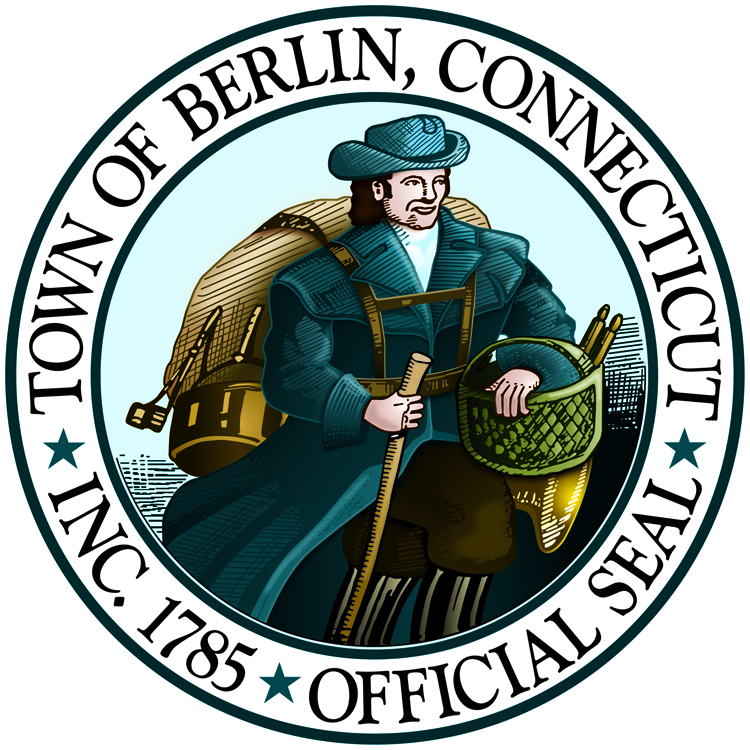 TOWN OF BERLIN, CONNECTICUT
INC. 1785 ★ OFFICIAL SEAL